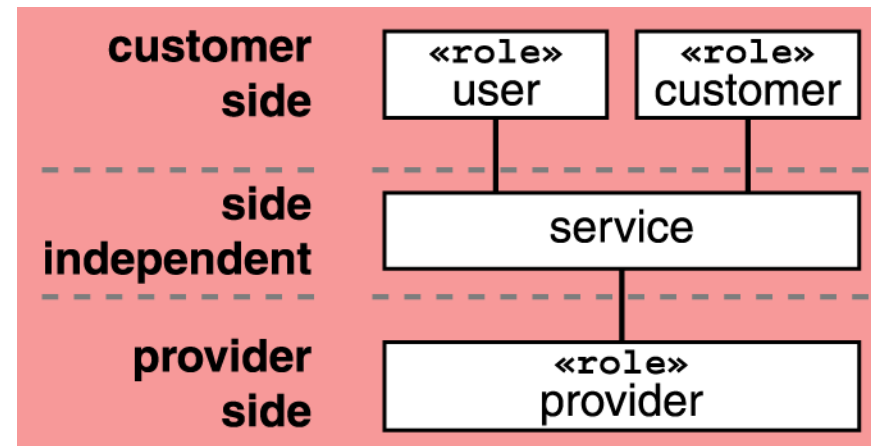 customer
side
«role»
user
«role»
customer
side
independent
service
provider
side
«role»
provider